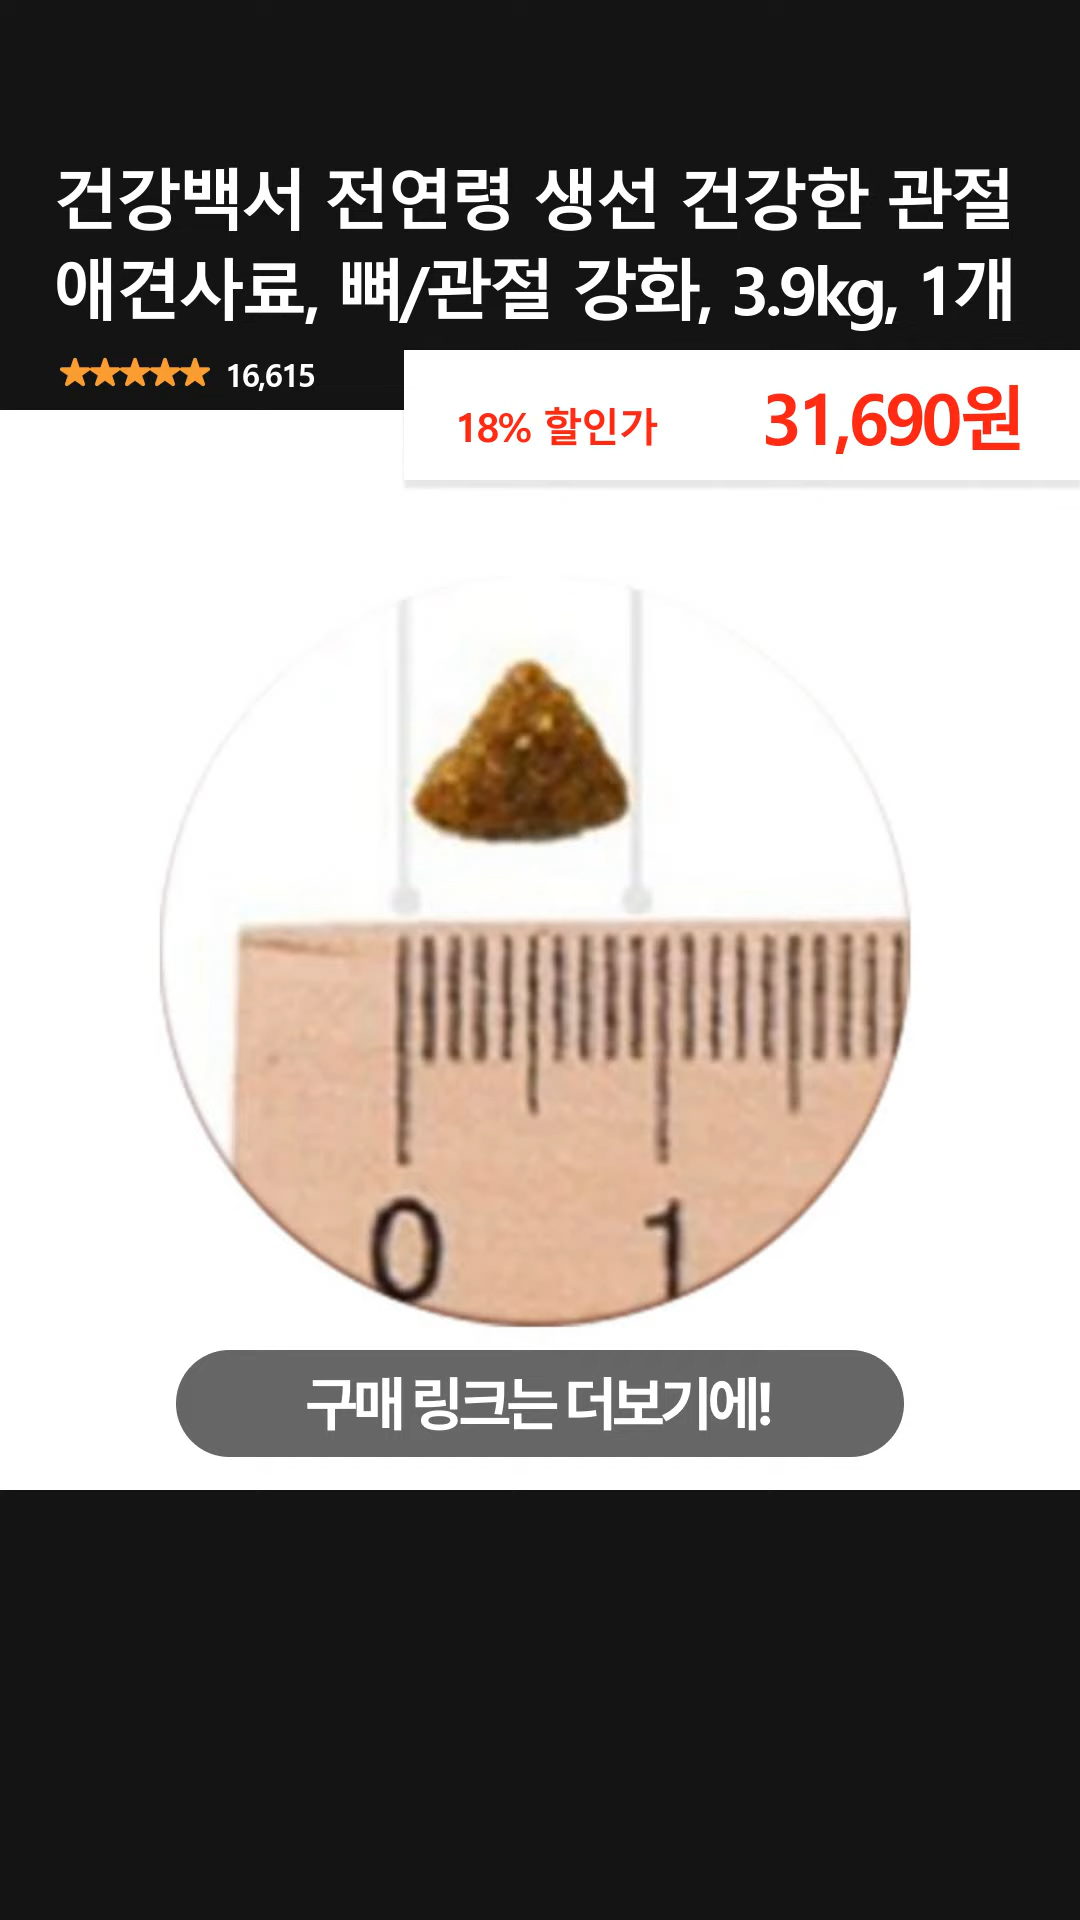 건강백서 전연령 생선 건강한 관절
애견사료, 뼈/관절 강화, 3.9kg, 1개
16,615
18% 할인가 31,690원
0 1
구매 링크는 더보기에!